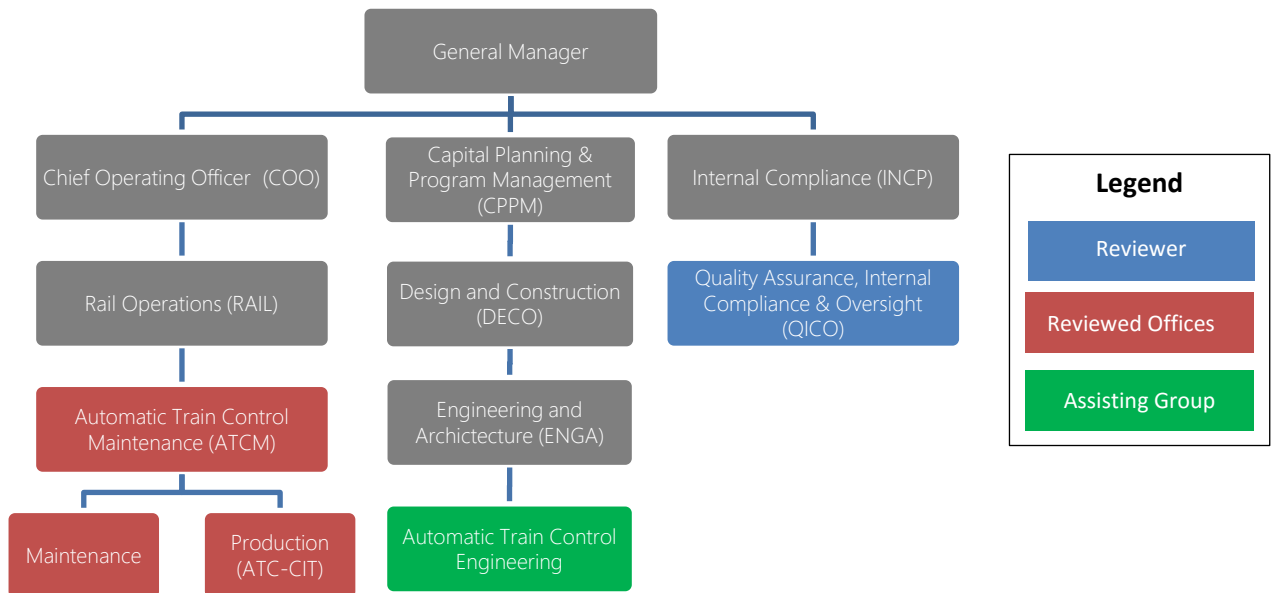 General Manager
Chief Operating Officer (COO)
Capital Planning &
Program Management
(CPPM)
Internal Compliance (INCP)
Rail Operations (RAIL)
Design and Construction
(DECO)
Quality Assurance, Internal
Compliance & Oversight
(QICO)
Automatic Train Control
Maintenance (ATCM)
Engineering and
Archictecture (ENGA)
Maintenance
Production
(ATC-CIT)
Automatic Train Control
Engineering
Legend
Reviewer
Reviewed Offices
Assisting Group